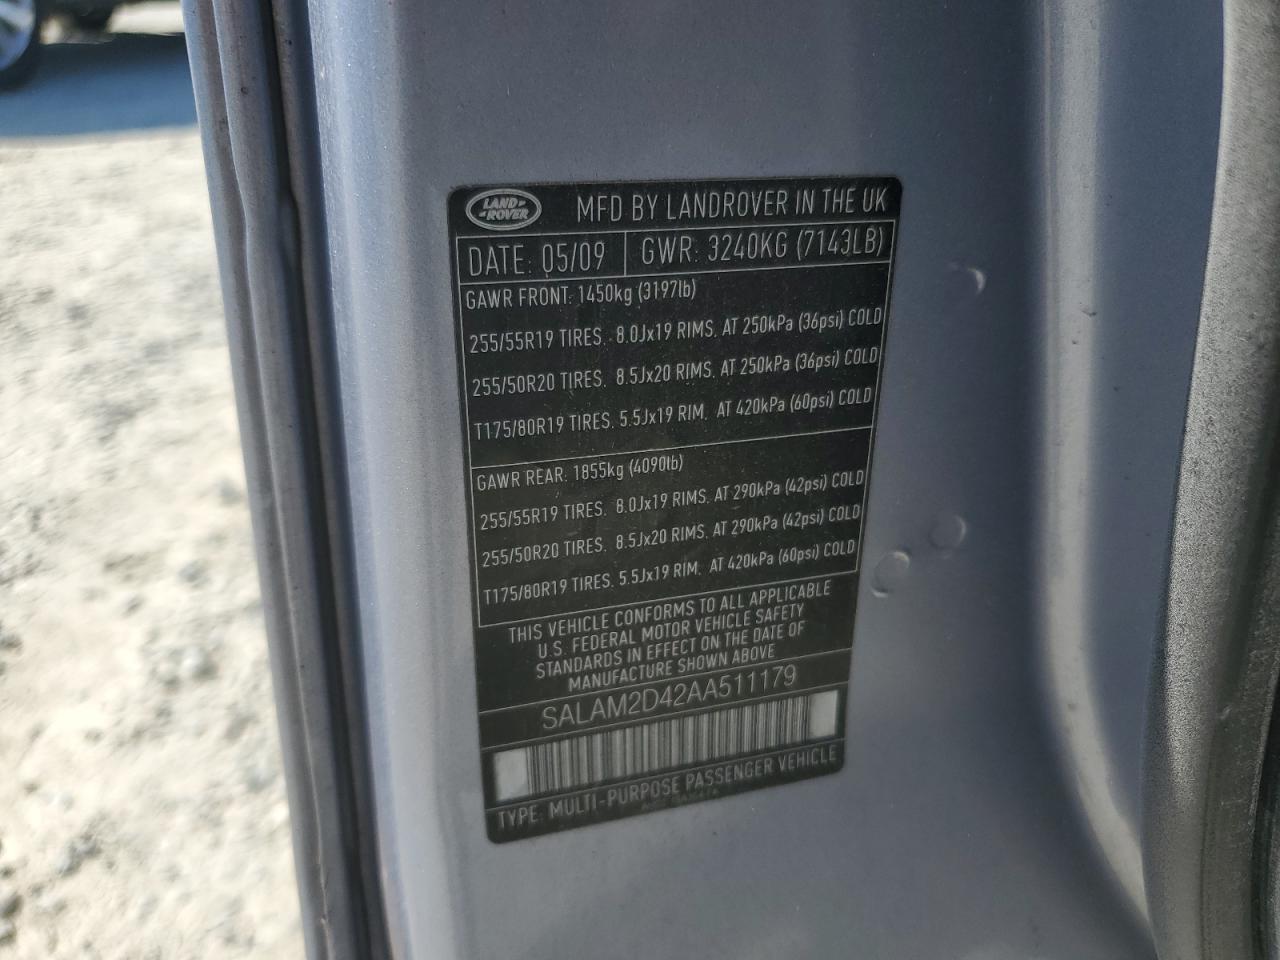 LAND ROVER
MFD BY LANDROVER IN THE UK
DATE: 05/09 GWR: 3240KG (7143LB)
GAWR FRONT: 1450kg (3197lb)
255/55R19 TIRES. 8.0Jx19 RIMS. AT 250kPa (36psi) COLD
255/50R20 TIRES. 8.5Jx20 RIMS. AT 250kPa (36psi) COLD
T175/80R19 TIRES. 5.5Jx19 RIM. AT 420kPa (60psi) COLD
GAWR REAR: 1855kg (4090lb)
255/55R19 TIRES. 8.0Jx19 RIMS. AT 290kPa (42psi) COLD
255/50R20 TIRES. 8.5Jx20 RIMS. AT 290kPa (42psi) COLD
T175/80R19 TIRES. 5.5Jx19 RIM. AT 420kPa (60psi) COLD
THIS VEHICLE CONFORMS TO ALL APPLICABLE
U.S. FEDERAL MOTOR VEHICLE SAFETY
STANDARDS IN EFFECT ON THE DATE OF
MANUFACTURE SHOWN ABOVE
SALAM2D42AA511179
TYPE: MULTI-PURPOSE PASSENGER VEHICLE